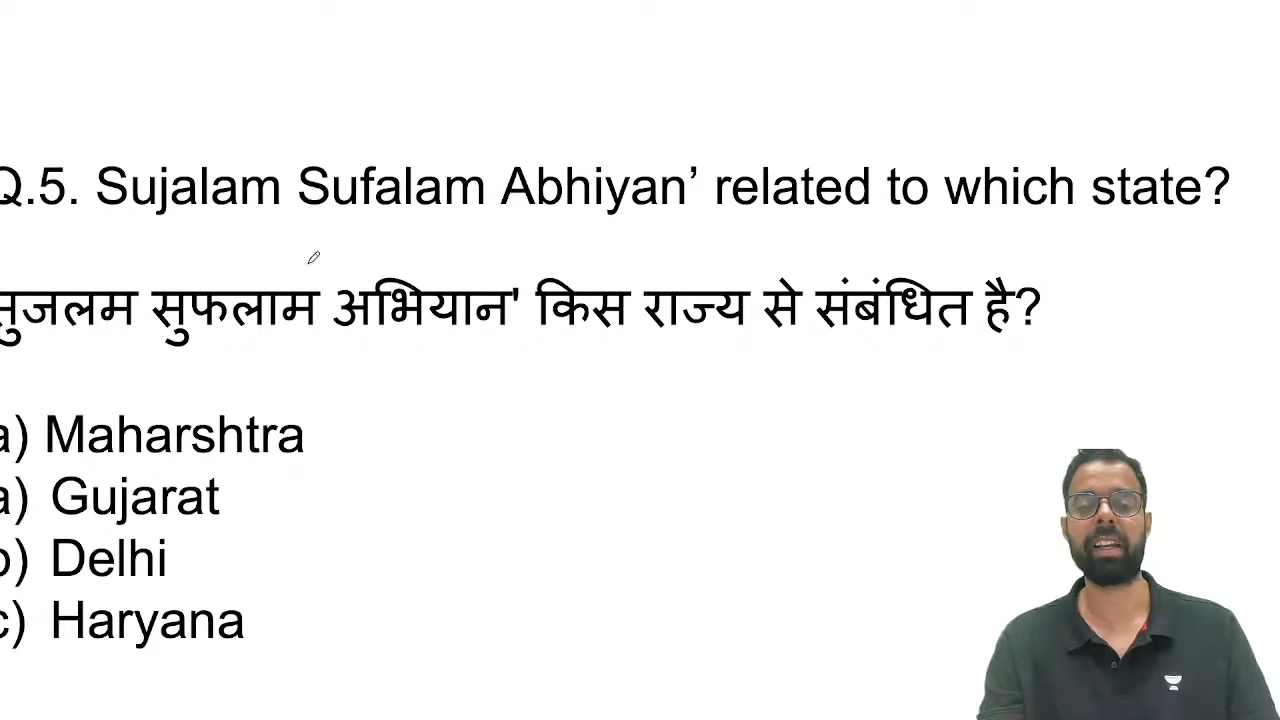 Q.5. Sujalam Sufalam Abhiyan’ related to which state?
सुजलम सुफलाम अभियान' किस राज्य से संबंधित है?
a) Maharshtra
a) Gujarat
b) Delhi
c) Haryana